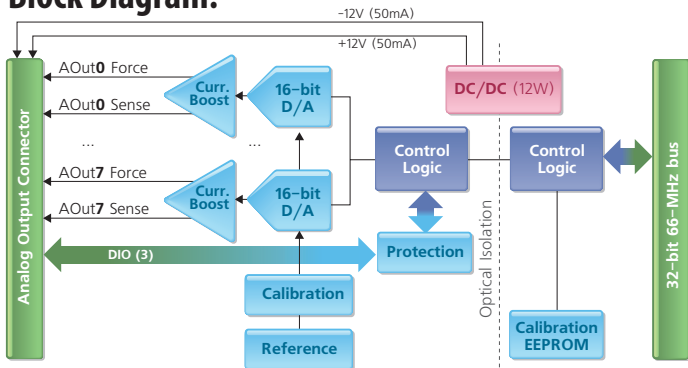 Block Diagram:
–12V (50mA)
+12V (50mA)
Analog Output Connector
AOut0 Force
AOut0 Sense
...
AOut7 Force
AOut7 Sense
Curr. Boost
16–bit D/A
...
Curr. Boost
16–bit D/A
DC/DC (12W)
Control Logic
Control Logic
DIO (3)
Protection
Optical Isolation
Calibration
Reference
Calibration EEPROM
32–bit 66–MHz bus